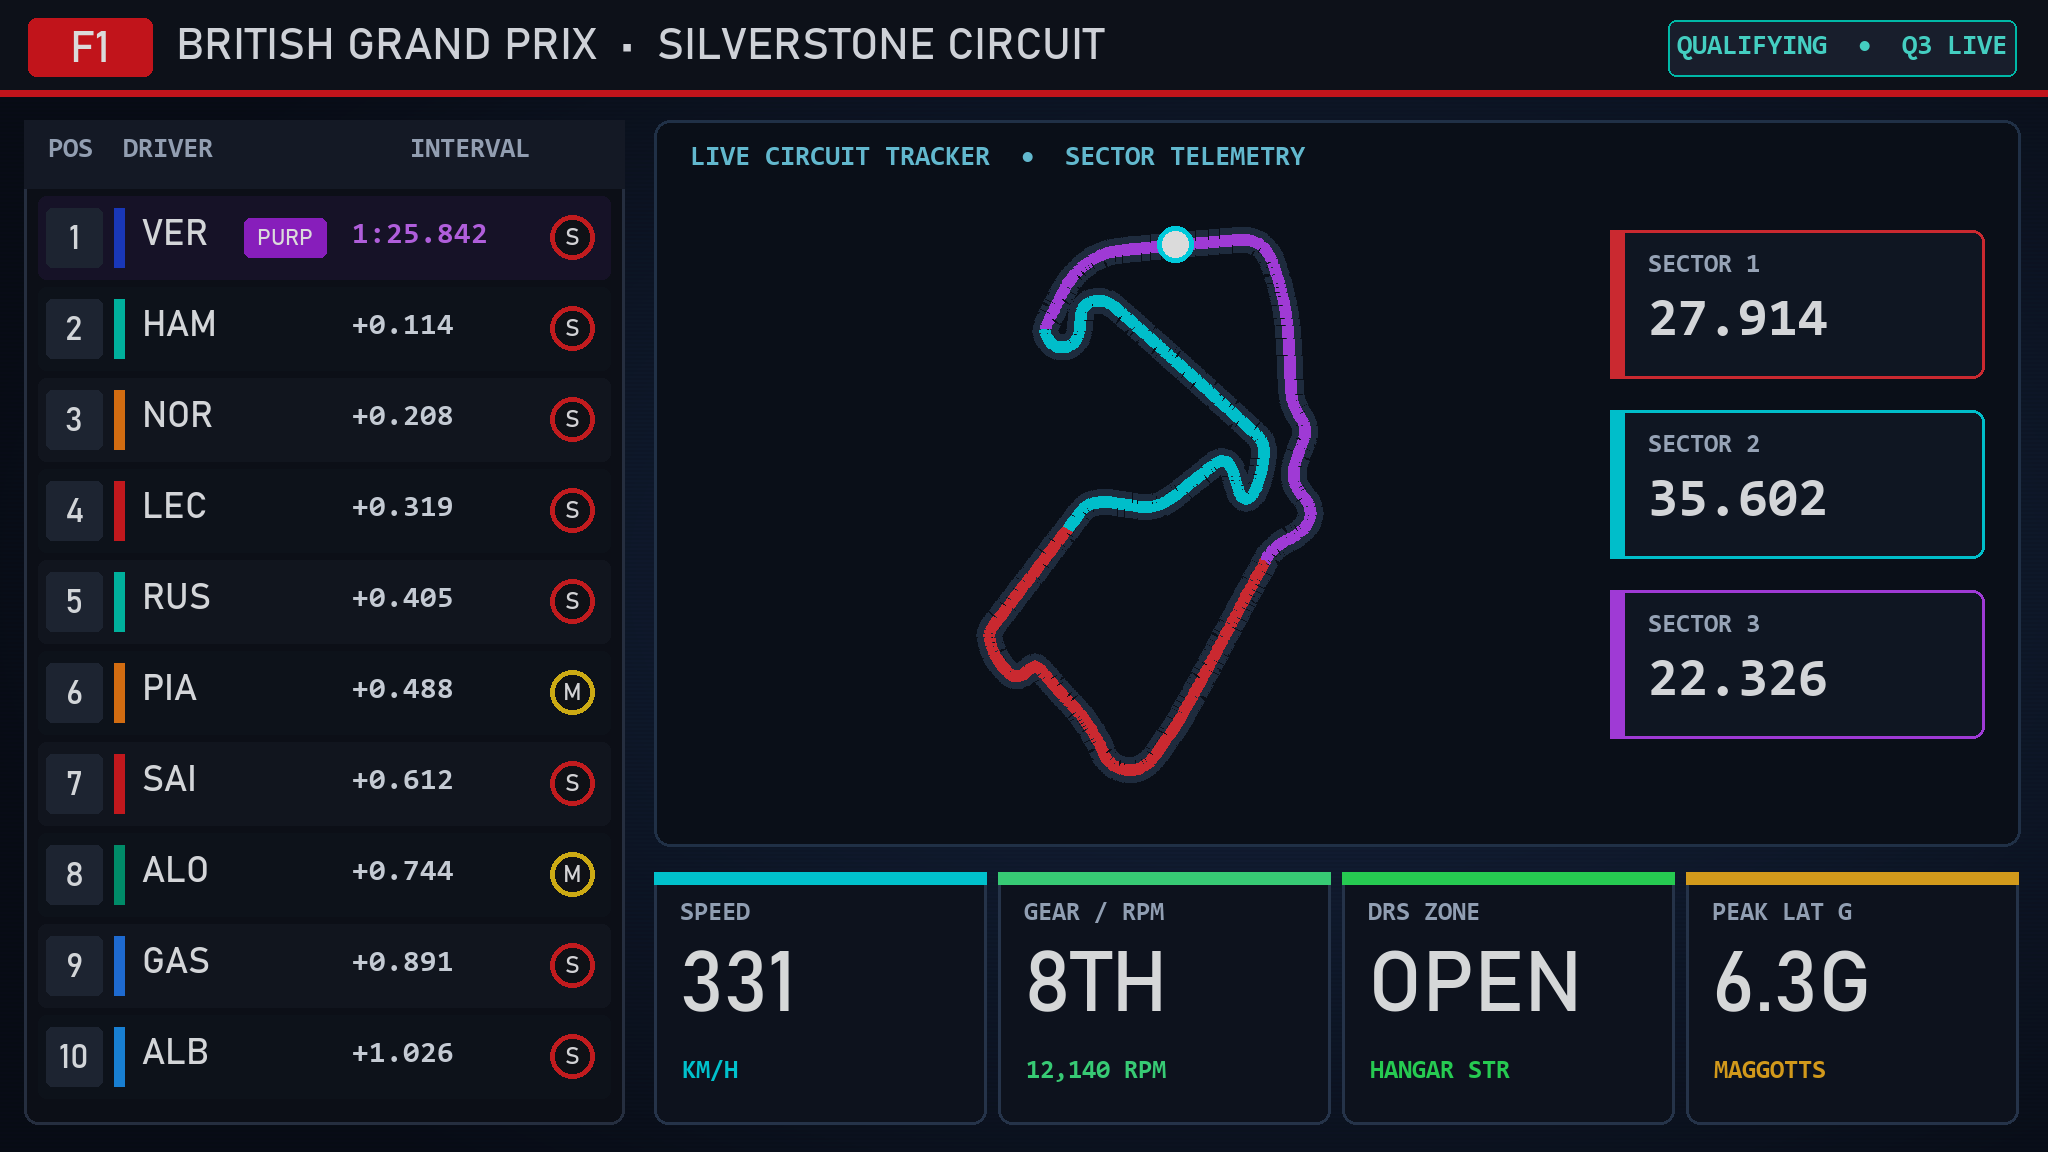 F1 BRITISH GRAND PRIX · SILVERSTONE CIRCUIT QUALIFYING • Q3 LIVE
POS DRIVER INTERVAL
1 VER PURP 1:25.842 S
2 HAM +0.114 S
3 NOR +0.208 S
4 LEC +0.319 S
5 RUS +0.405 S
6 PIA +0.488 M
7 SAI +0.612 S
8 ALO +0.744 M
9 GAS +0.891 S
10 ALB +1.026 S
LIVE CIRCUIT TRACKER • SECTOR TELEMETRY
SECTOR 1
27.914
SECTOR 2
35.602
SECTOR 3
22.326
SPEED
331
KM/H
GEAR / RPM
8TH
12,140 RPM
DRS ZONE
OPEN
HANGAR STR
PEAK LAT G
6.3G
MAGGOTTS